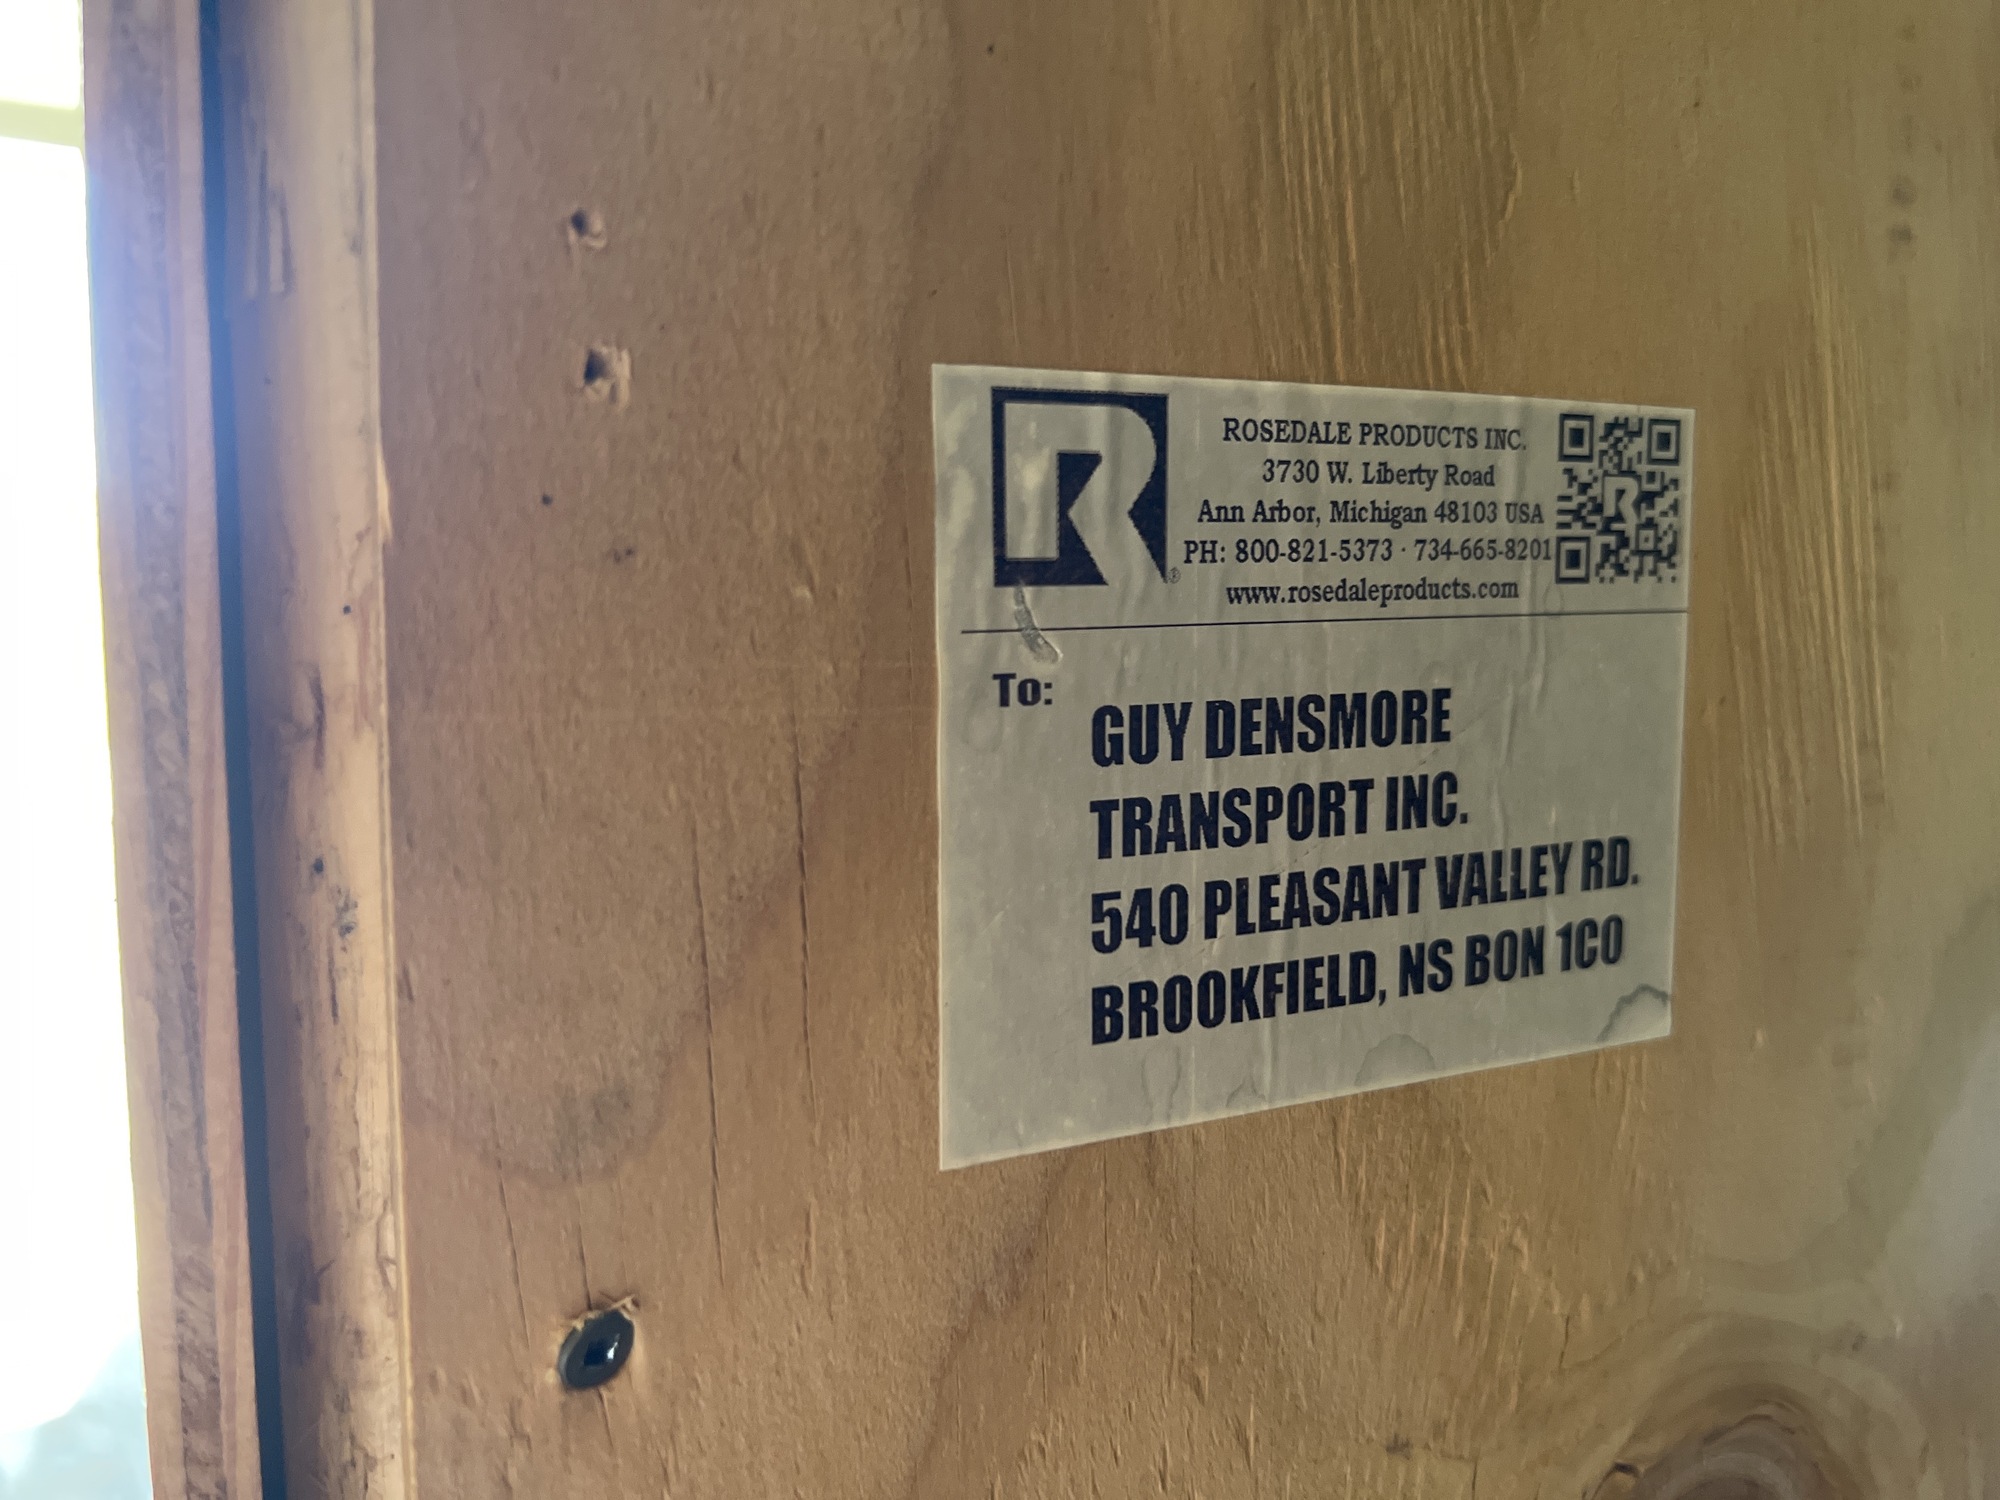 R
ROSEDALE PRODUCTS INC.
3730 W. Liberty Road
Ann Arbor, Michigan 48103 USA
PH: 800-821-5373 · 734-665-8201
www.rosedaleproducts.com
To:
GUY DENSMORE
TRANSPORT INC.
540 PLEASANT VALLEY RD.
BROOKFIELD, NS BON 1C0